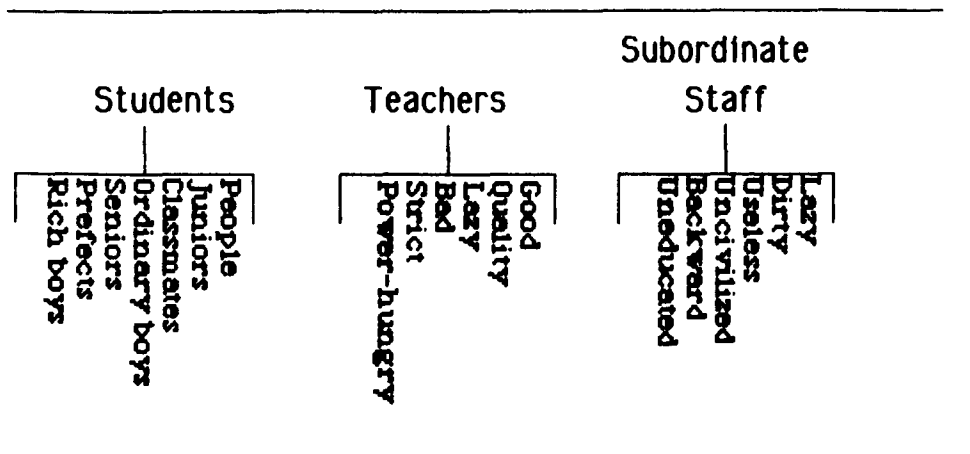 Students
People
Juniors
Classmates
Ordinary boys
Seniors
Prefects
Rich boys
Teachers
Good
Quality
Lazy
Bad
Strict
Power-hungry
Subordinate
Staff
Lazy
Dirty
Useless
Uncivilized
Backward
Uneducated